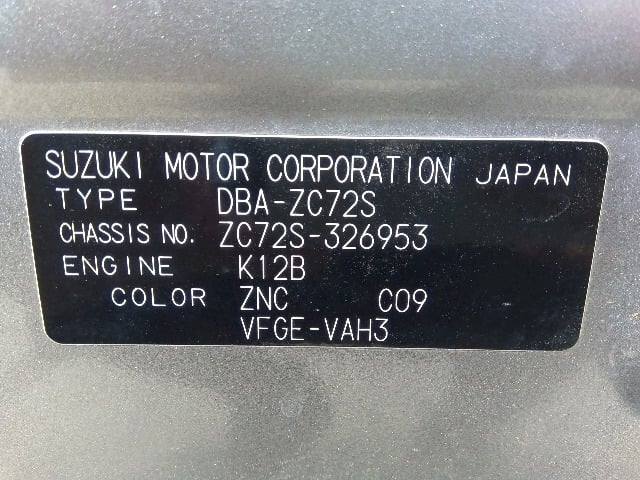 SUZUKI MOTOR CORPORATION JAPAN
TYPE DBA-ZC72S
CHASSIS NO. ZC72S-326953
ENGINE K12B
COLOR ZNC C09
VFGE-VAH3